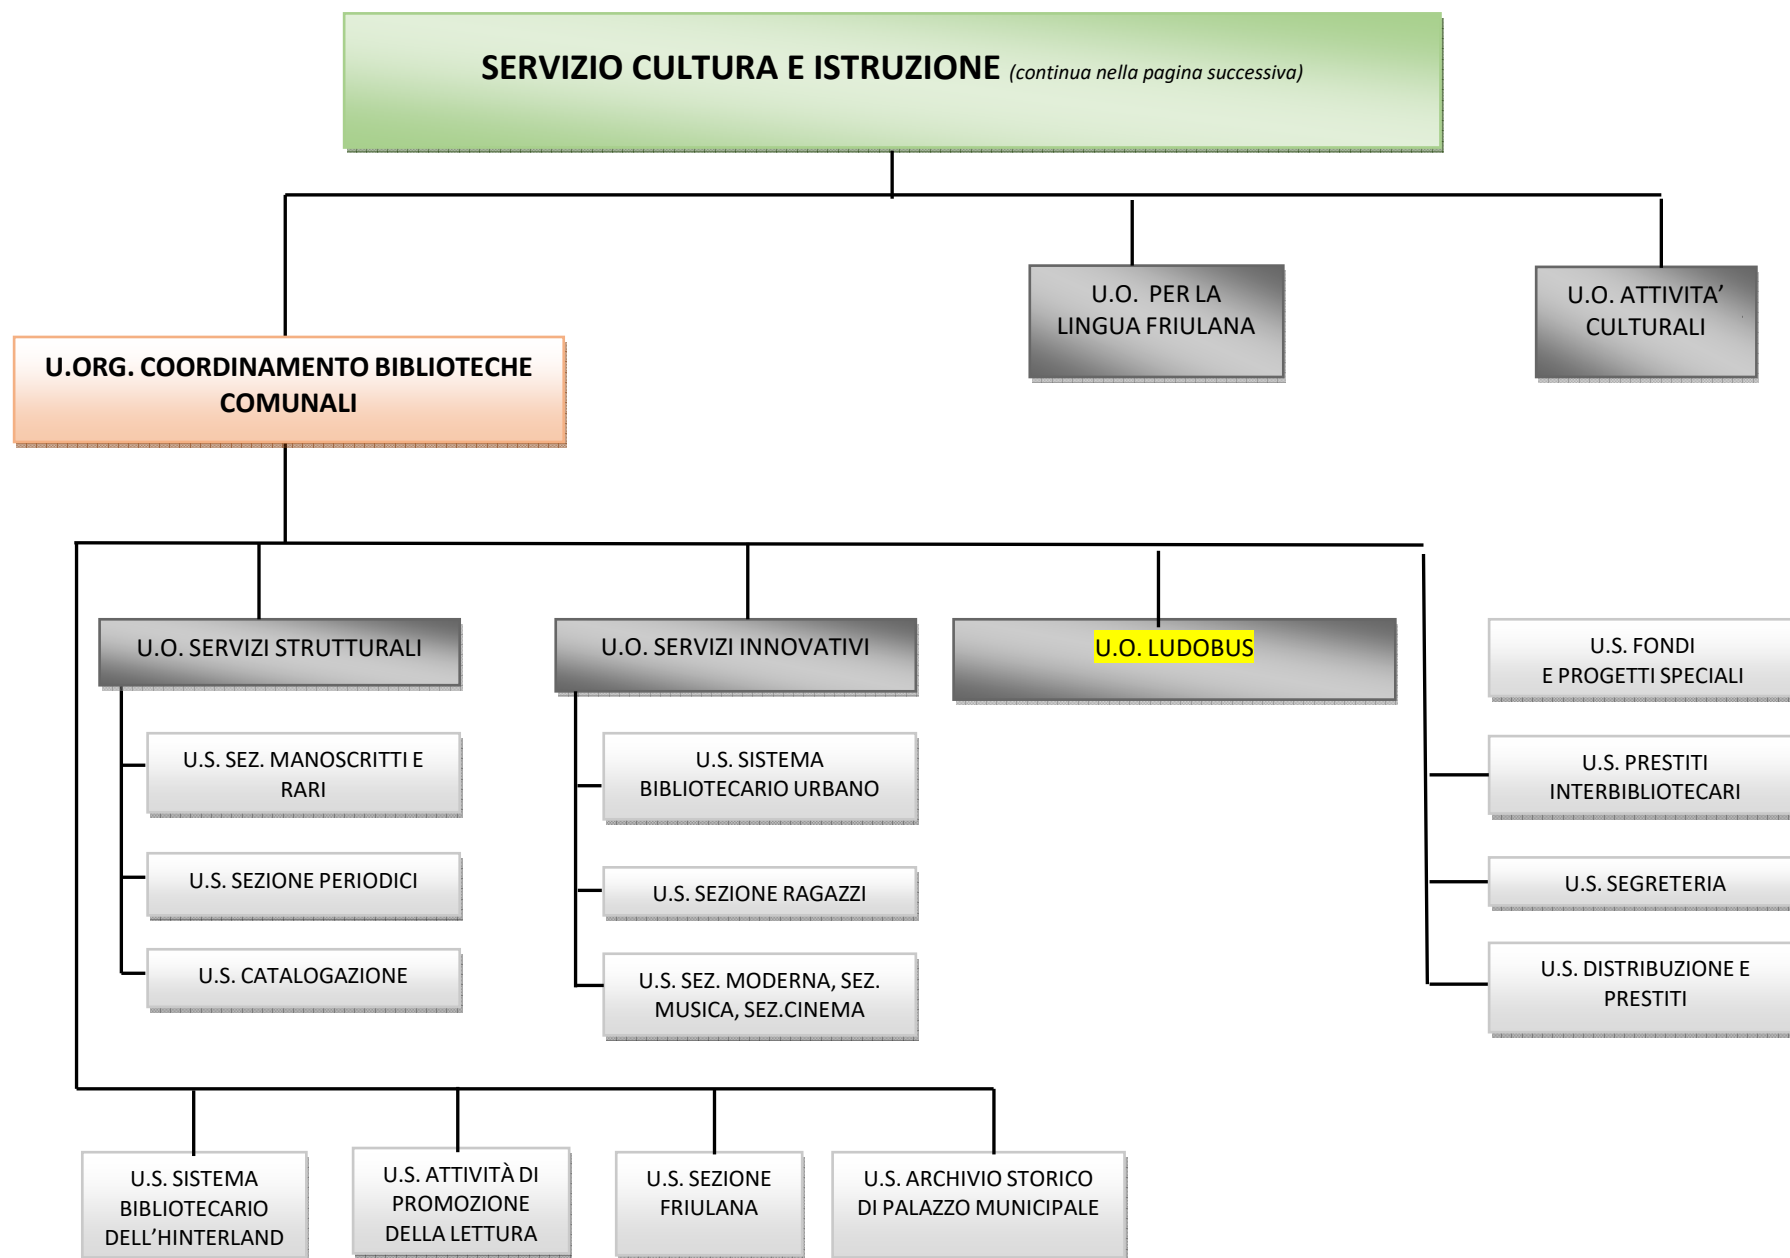 SERVIZIO CULTURA E ISTRUZIONE (continua nella pagina successiva)
U.O. PER LA
LINGUA FRIULANA
U.O. ATTIVITA’
CULTURALI
U.ORG. COORDINAMENTO BIBLIOTECHE
COMUNALI
U.O. SERVIZI STRUTTURALI
U.O. SERVIZI INNOVATIVI
U.O. LUDOBUS
U.S. FONDI
E PROGETTI SPECIALI
U.S. SEZ. MANOSCRITTI E
RARI
U.S. SISTEMA
BIBLIOTECARIO URBANO
U.S. PRESTITI
INTERBIBLIOTECARI
U.S. SEZIONE PERIODICI
U.S. SEZIONE RAGAZZI
U.S. SEGRETERIA
U.S. CATALOGAZIONE
U.S. SEZ. MODERNA, SEZ.
MUSICA, SEZ.CINEMA
U.S. DISTRIBUZIONE E
PRESTITI
U.S. SISTEMA
BIBLIOTECARIO
DELL’HINTERLAND
U.S. ATTIVITÀ DI
PROMOZIONE
DELLA LETTURA
U.S. SEZIONE
FRIULANA
U.S. ARCHIVIO STORICO
DI PALAZZO MUNICIPALE